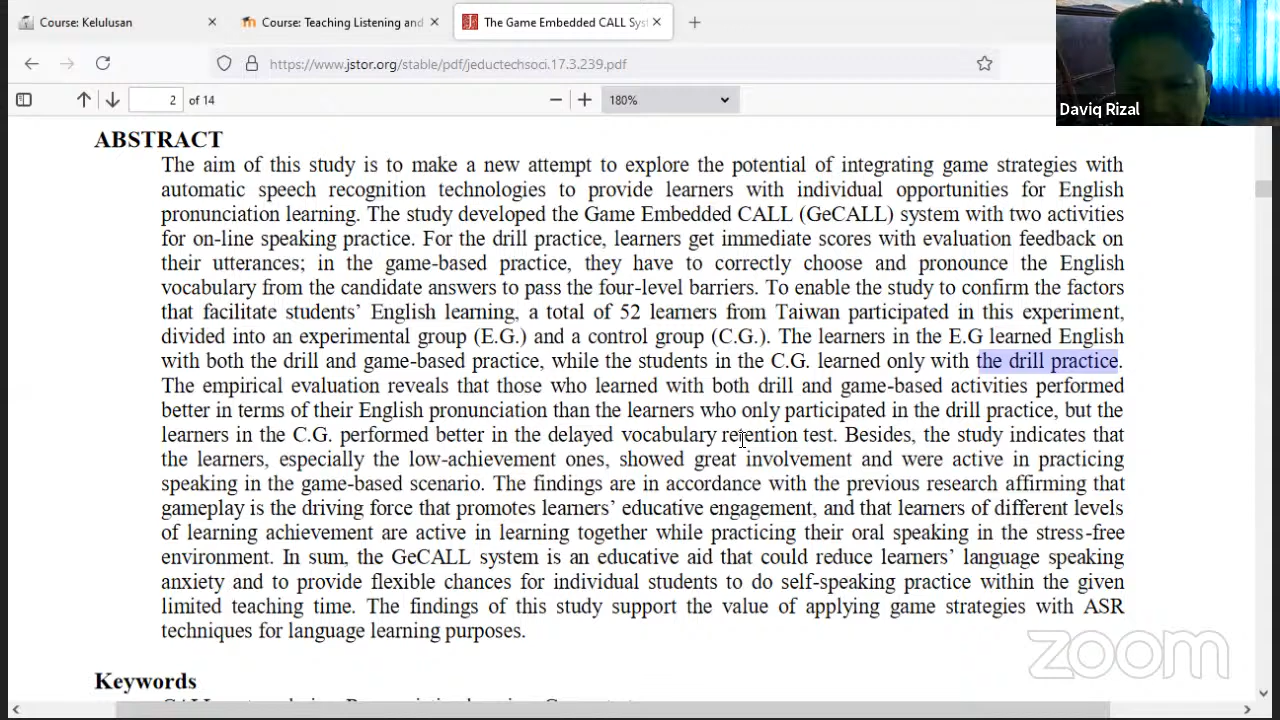 Course: Kelulusan
Course: Teaching Listening and
The Game Embedded CALL Sys
https://www.jstor.org/stable/pdf/jeductechsoci.17.3.239.pdf
Daviq Rizal
2 of 14
180%
ABSTRACT
The aim of this study is to make a new attempt to explore the potential of integrating game strategies with
automatic speech recognition technologies to provide learners with individual opportunities for English
pronunciation learning. The study developed the Game Embedded CALL (GeCALL) system with two activities
for on-line speaking practice. For the drill practice, learners get immediate scores with evaluation feedback on
their utterances; in the game-based practice, they have to correctly choose and pronounce the English
vocabulary from the candidate answers to pass the four-level barriers. To enable the study to confirm the factors
that facilitate students’ English learning, a total of 52 learners from Taiwan participated in this experiment,
divided into an experimental group (E.G.) and a control group (C.G.). The learners in the E.G learned English
with both the drill and game-based practice, while the students in the C.G. learned only with the drill practice.
The empirical evaluation reveals that those who learned with both drill and game-based activities performed
better in terms of their English pronunciation than the learners who only participated in the drill practice, but the
learners in the C.G. performed better in the delayed vocabulary retention test. Besides, the study indicates that
the learners, especially the low-achievement ones, showed great involvement and were active in practicing
speaking in the game-based scenario. The findings are in accordance with the previous research affirming that
gameplay is the driving force that promotes learners’ educative engagement, and that learners of different levels
of learning achievement are active in learning together while practicing their oral speaking in the stress-free
environment. In sum, the GeCALL system is an educative aid that could reduce learners’ language speaking
anxiety and to provide flexible chances for individual students to do self-speaking practice within the given
limited teaching time. The findings of this study support the value of applying game strategies with ASR
techniques for language learning purposes.
zoom
Keywords